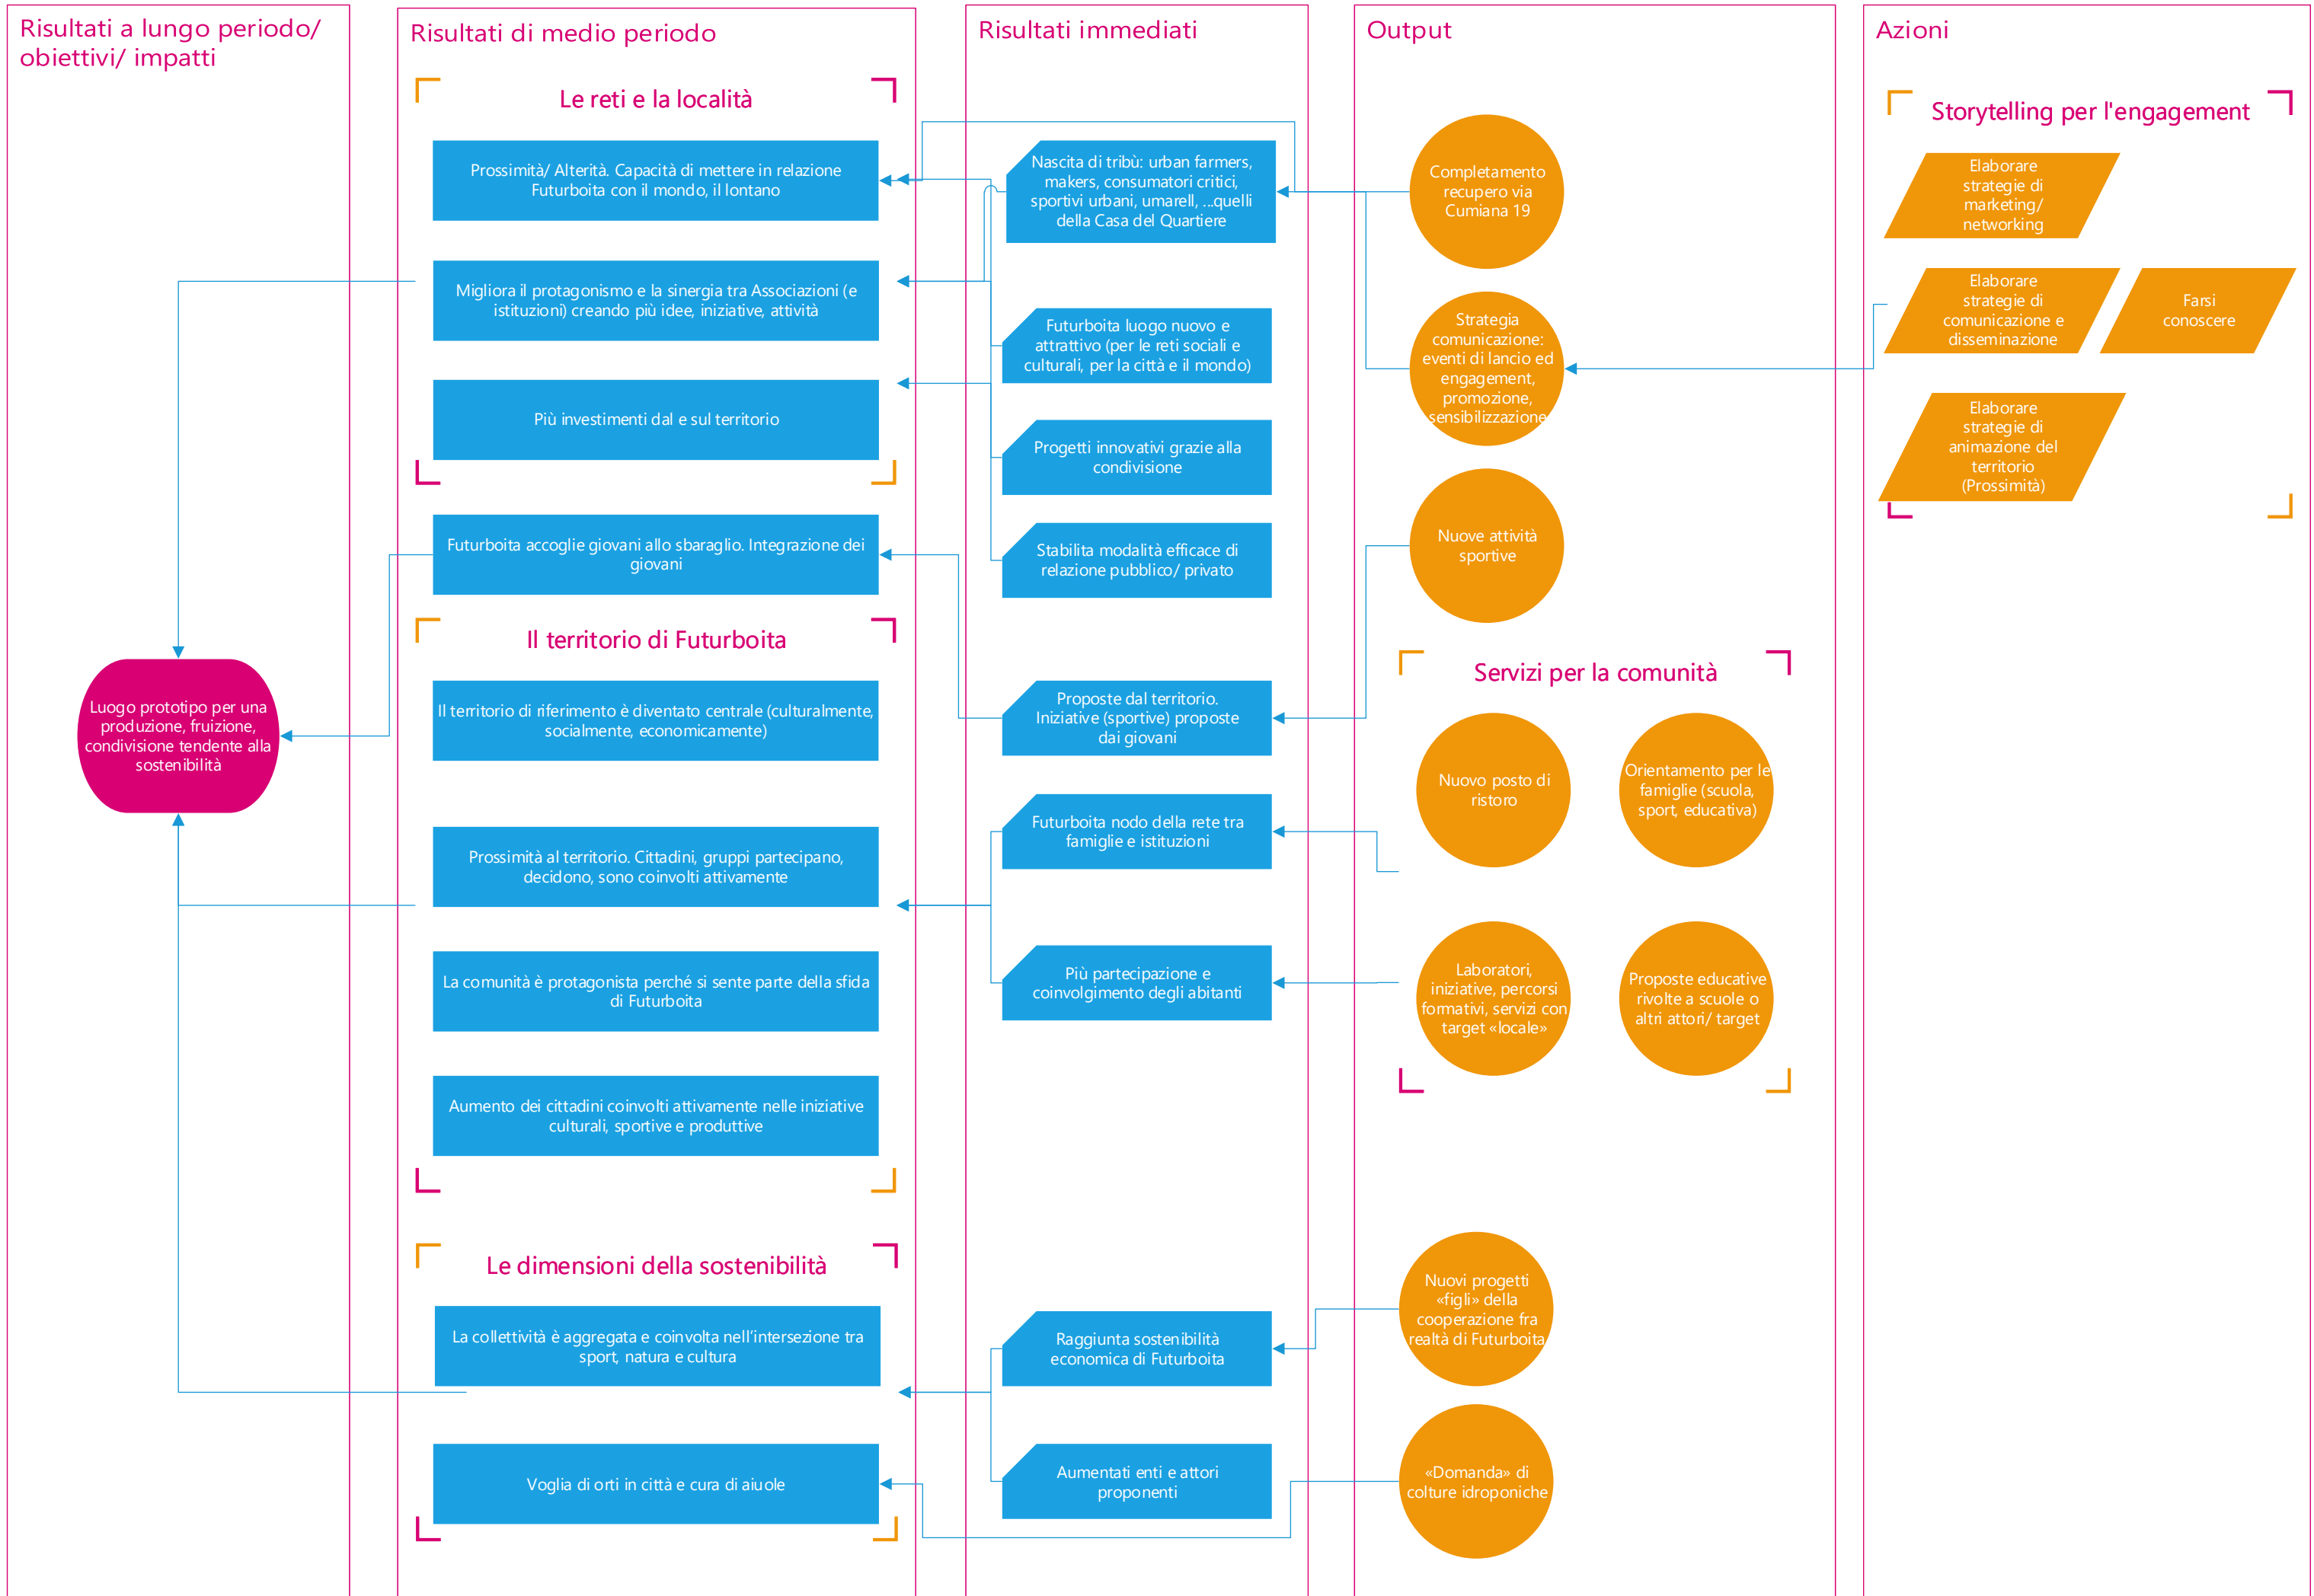 Risultati a lungo periodo/
obiettivi/ impatti
Risultati di medio periodo
Le reti e la località
Prossimità/ Alterità. Capacità di mettere in relazione
Futurboita con il mondo, il lontano
Migliora il protagonismo e la sinergia tra Associazioni (e
istituzioni) creando più idee, iniziative, attività
Più investimenti dal e sul territorio
Futurboita accoglie giovani allo sbaraglio. Integrazione dei
giovani
Il territorio di Futurboita
Il territorio di riferimento è diventato centrale (culturalmente,
socialmente, economicamente)
Luogo prototipo per una
produzione, fruizione,
condivisione tendente alla
sostenibilità
Prossimità al territorio. Cittadini, gruppi partecipano,
decidono, sono coinvolti attivamente
La comunità è protagonista perché si sente parte della sfida
di Futurboita
Aumento dei cittadini coinvolti attivamente nelle iniziative
culturali, sportive e produttive
Le dimensioni della sostenibilità
La collettività è aggregata e coinvolta nell'intersezione tra
sport, natura e cultura
Voglia di orti in città e cura di aiuole
Risultati immediati
Nascita di tribù: urban farmers,
makers, consumatori critici,
sportivi urbani, umarell, ...quelli
della Casa del Quartiere
Futurboita luogo nuovo e
attrattivo (per le reti sociali e
culturali, per la città e il mondo)
Progetti innovativi grazie alla
condivisione
Stabilita modalità efficace di
relazione pubblico/ privato
Proposte dal territorio.
Iniziative (sportive) proposte
dai giovani
Futurboita nodo della rete tra
famiglie e istituzioni
Più partecipazione e
coinvolgimento degli abitanti
Raggiunta sostenibilità
economica di Futurboita
Aumentati enti e attori
proponenti
Output
Completamento
recupero via
Cumiana 19
Strategia
comunicazione:
eventi di lancio ed
engagement,
promozione,
sensibilizzazione
Nuove attività
sportive
Servizi per la comunità
Nuovo posto di
ristoro
Orientamento per le
famiglie (scuola,
sport, educativa)
Laboratori,
iniziative, percorsi
formativi, servizi con
target «locale»
Proposte educative
rivolte a scuole o
altri attori/ target
Nuovi progetti
«figli» della
cooperazione fra
realtà di Futurboita
«Domanda» di
colture idroponiche
Azioni
Storytelling per l'engagement
Elaborare
strategie di
marketing/
networking
Elaborare
strategie di
comunicazione e
disseminazione
Farsi
conoscere
Elaborare
strategie di
animazione del
territorio
(Prossimità)